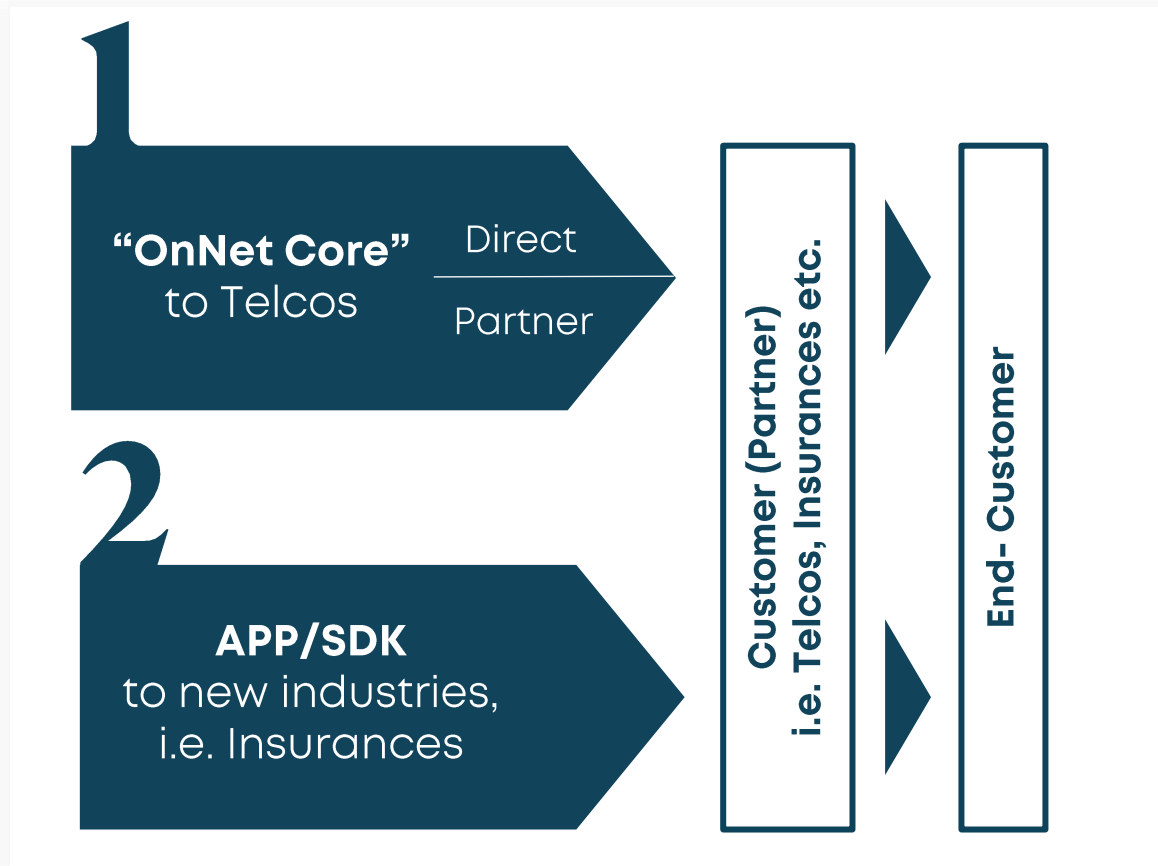 1
“OnNet Core”
to Telcos
Direct
Partner
2
APP/SDK
to new industries,
i.e. Insurances
Customer (Partner)
i.e. Telcos, Insurances etc.
End- Customer